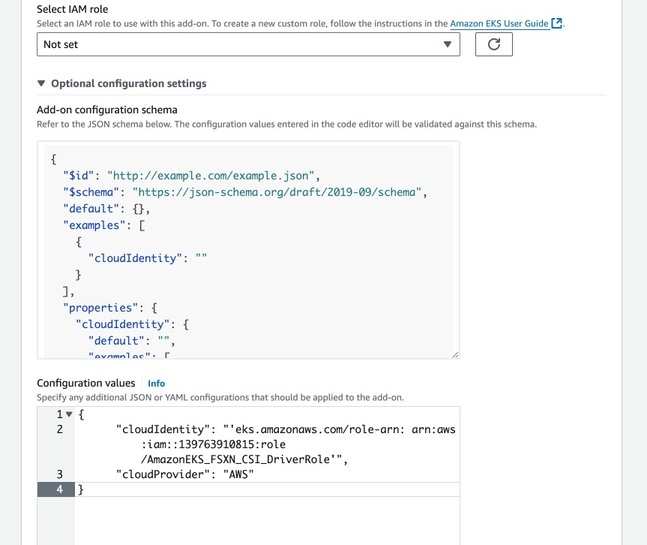 Select IAM role
Select an IAM role to use with this add-on. To create a new custom role, follow the instructions in the Amazon EKS User Guide.
Not set
Optional configuration settings
Add-on configuration schema
Refer to the JSON schema below. The configuration values entered in the code editor will be validated against this schema.
{
"$id": "http://example.com/example.json",
"$schema": "https://json-schema.org/draft/2019-09/schema",
"default": {},
"examples": [
{
"cloudIdentity": ""
}
],
"properties": {
"cloudIdentity": {
"default": "",
"examples": [
Configuration values Info
Specify any additional JSON or YAML configurations that should be applied to the add-on.
1 {
2 "cloudIdentity": "'eks.amazonaws.com/role-arn: arn:aws
:iam::139763910815:role
/AmazonEKS_FSXN_CSI_DriverRole'",
3 "cloudProvider": "AWS"
4 }